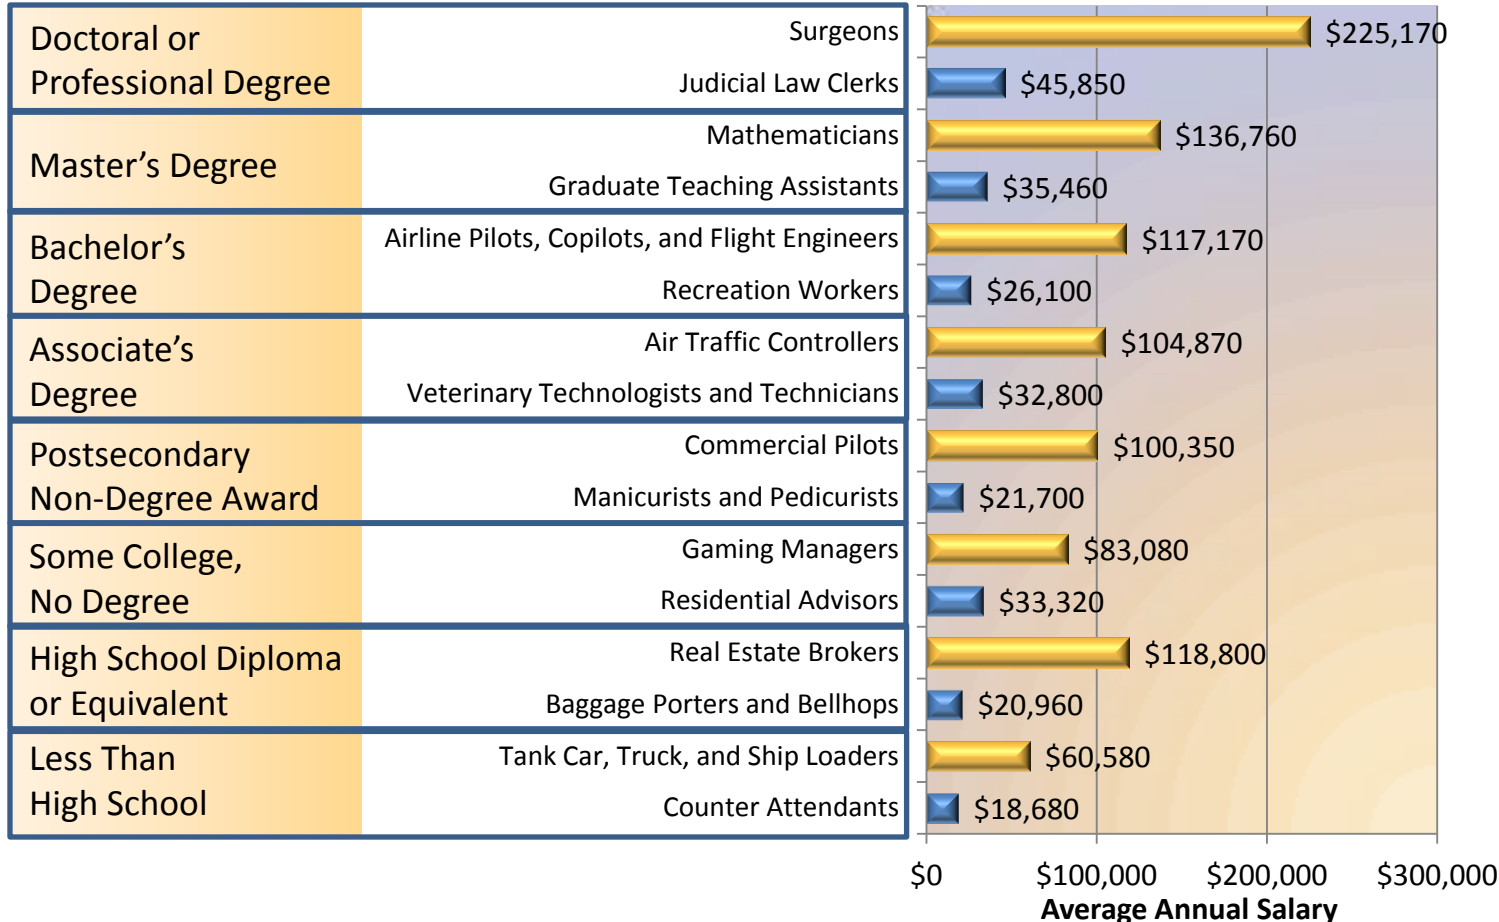 Doctoral or
Professional Degree
Surgeons
$225,170
Judicial Law Clerks
$45,850
Master’s Degree
Mathematicians
$136,760
Graduate Teaching Assistants
$35,460
Bachelor’s
Degree
Airline Pilots, Copilots, and Flight Engineers
$117,170
Recreation Workers
$26,100
Associate’s
Degree
Air Traffic Controllers
$104,870
Veterinary Technologists and Technicians
$32,800
Postsecondary
Non-Degree Award
Commercial Pilots
$100,350
Manicurists and Pedicurists
$21,700
Some College,
No Degree
Gaming Managers
$83,080
Residential Advisors
$33,320
High School Diploma
or Equivalent
Real Estate Brokers
$118,800
Baggage Porters and Bellhops
$20,960
Less Than
High School
Tank Car, Truck, and Ship Loaders
$60,580
Counter Attendants
$18,680
$0 $100,000 $200,000 $300,000
Average Annual Salary